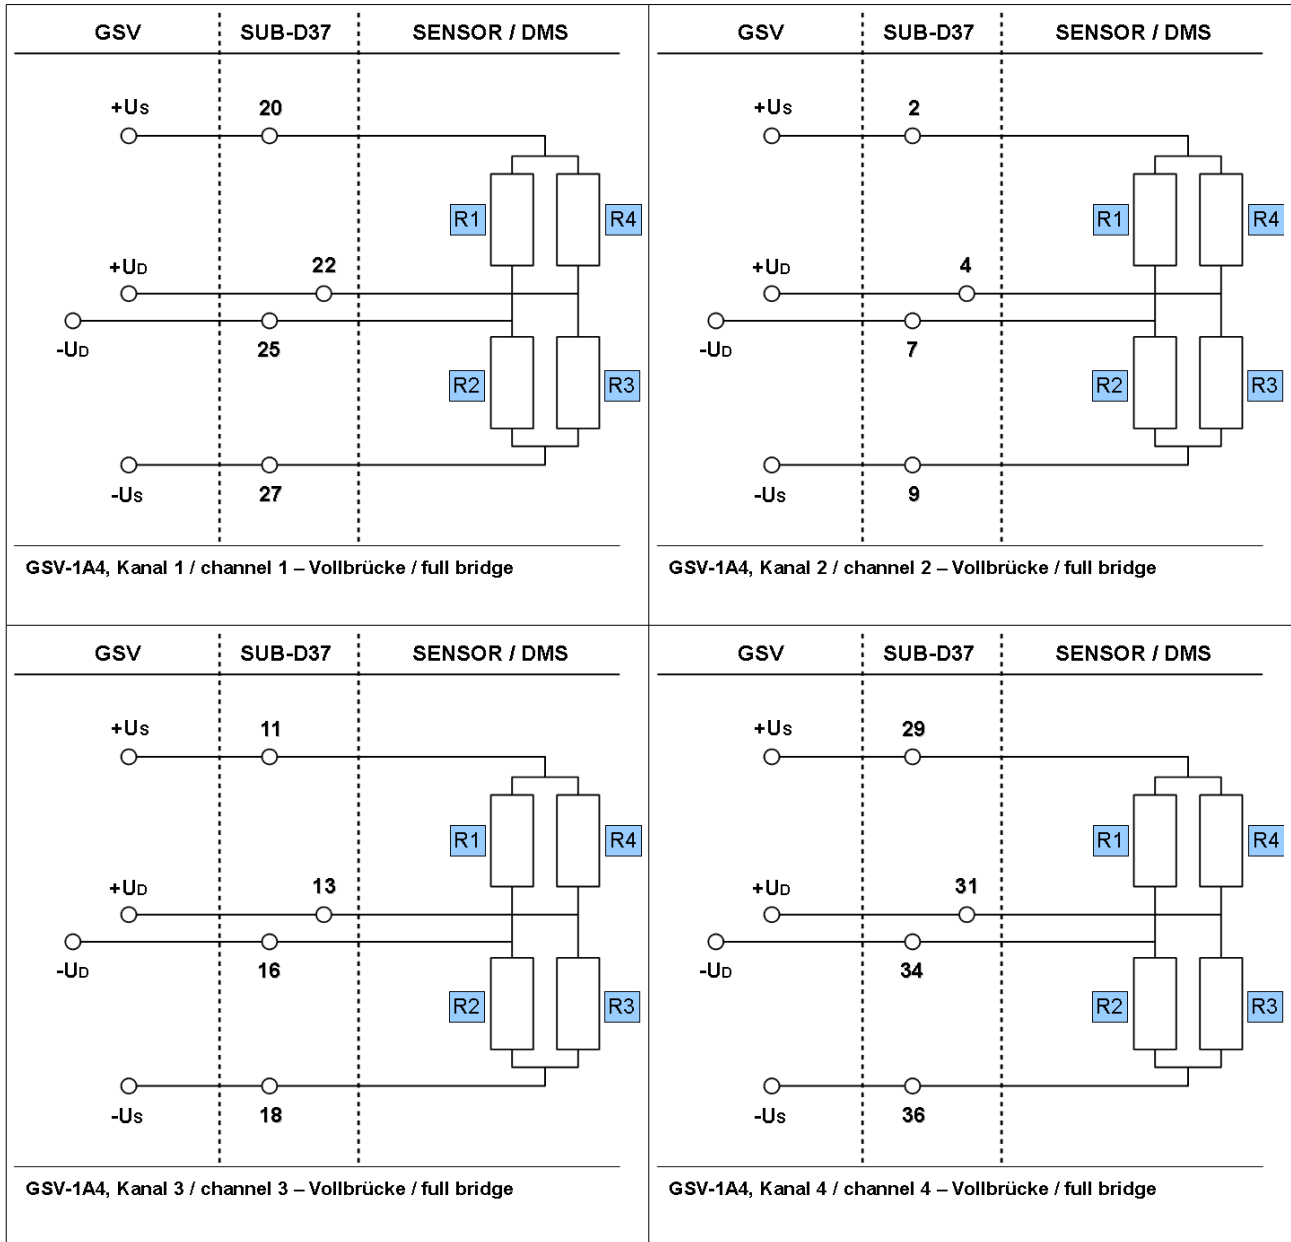 GSV SUB-D37 SENSOR / DMS
+US 20
R1 R4
+UD 22
-UD 25
R2 R3
-US 27
GSV-1A4, Kanal 1 / channel 1 – Vollbrücke / full bridge
GSV SUB-D37 SENSOR / DMS
+US 2
R1 R4
+UD 4
-UD 7
R2 R3
-US 9
GSV-1A4, Kanal 2 / channel 2 – Vollbrücke / full bridge
GSV SUB-D37 SENSOR / DMS
+US 11
R1 R4
+UD 13
-UD 16
R2 R3
-US 18
GSV-1A4, Kanal 3 / channel 3 – Vollbrücke / full bridge
GSV SUB-D37 SENSOR / DMS
+US 29
R1 R4
+UD 31
-UD 34
R2 R3
-US 36
GSV-1A4, Kanal 4 / channel 4 – Vollbrücke / full bridge